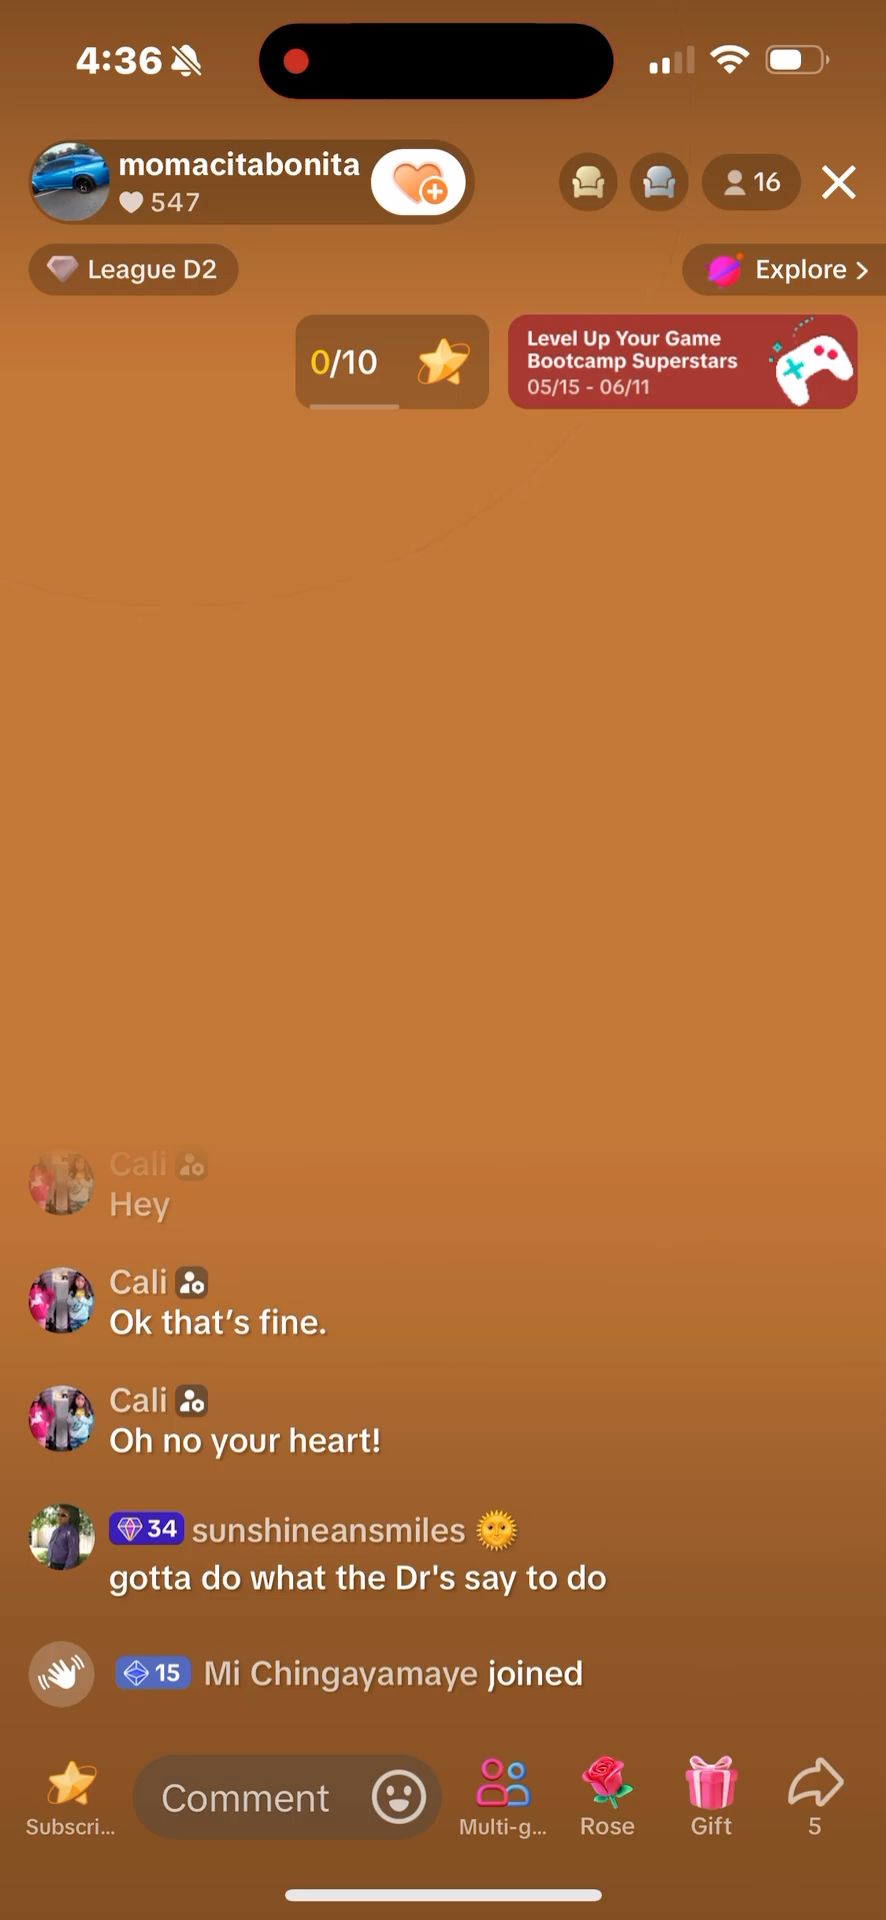 4:36
momacitabonita
547
16
League D2
Explore >
0/10
Level Up Your Game
Bootcamp Superstars
05/15 - 06/11
Cali
Hey
Cali
Ok that’s fine.
Cali
Oh no your heart!
34 sunshineansmiles 🌞
gotta do what the Dr's say to do
15 Mi Chingayamaye joined
Comment
Subscri...
Multi-g...
Rose
Gift
5